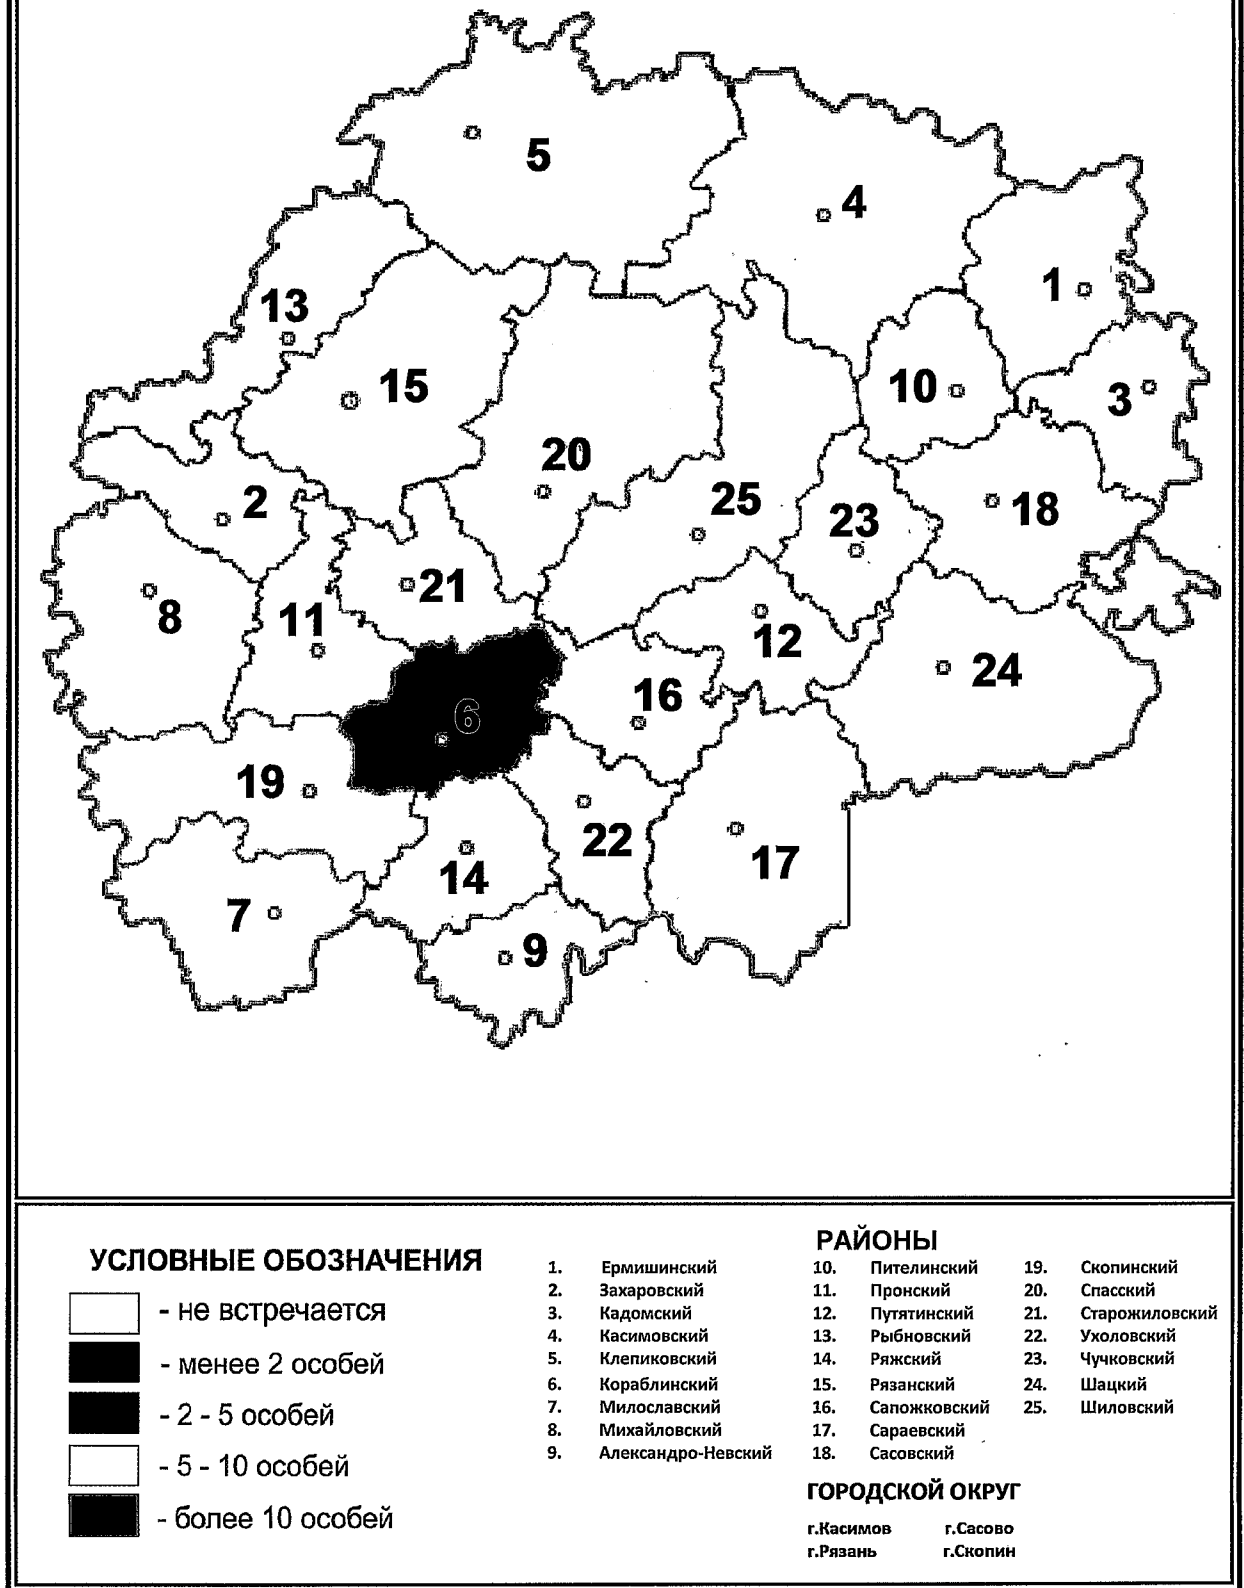 5
4
1
13
10
3
15
20
2
25
23
18
21
8
11
12
24
16
6
19
22
17
14
7
9
УСЛОВНЫЕ ОБОЗНАЧЕНИЯ
- не встречается
- менее 2 особей
- 2 - 5 особей
- 5 - 10 особей
- более 10 особей
РАЙОНЫ
1. Ермишинский
2. Захаровский
3. Кадомский
4. Касимовский
5. Клепиковский
6. Кораблинский
7. Милославский
8. Михайловский
9. Александро-Невский
10. Пителинский
11. Пронский
12. Путятинский
13. Рыбновский
14. Ряжский
15. Рязанский
16. Сапожковский
17. Сараевский
18. Сасовский
19. Скопинский
20. Спасский
21. Старожиловский
22. Ухоловский
23. Чучковский
24. Шацкий
25. Шиловский
ГОРОДСКОЙ ОКРУГ
г.Касимов г.Сасово
г.Рязань г.Скопин